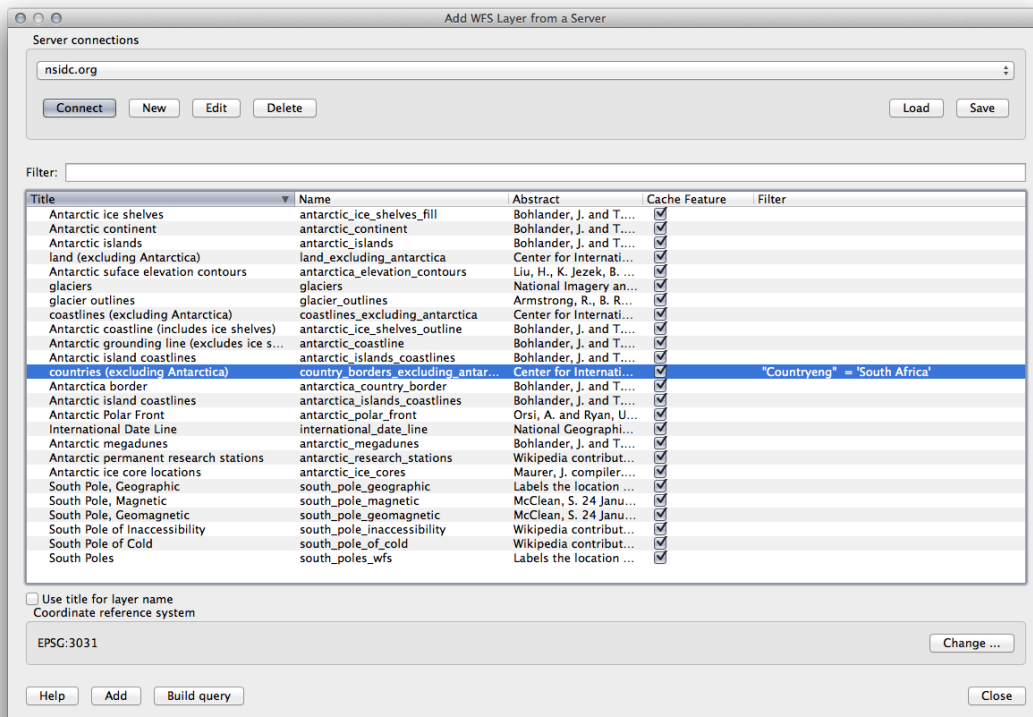 Add WFS Layer from a Server
Server connections
nsidc.org
Connect New Edit Delete Load Save
Filter:
Title Name Abstract Cache Feature Filter
Antarctic ice shelves antarctic_ice_shelves_fill Bohlander, J. and T....
Antarctic continent antarctic_continent Bohlander, J. and T....
Antarctic islands antarctic_islands Bohlander, J. and T....
land (excluding Antarctica) land_excluding_antarctica Center for Internati...
Antarctic suface elevation contours antarctica_elevation_contours Liu, H., K. Jezek, B. ...
glaciers glaciers National Imagery an...
glacier outlines glacier_outlines Armstrong, R., B. R...
coastlines (excluding Antarctica) coastlines_excluding_antarctica Center for Internati...
Antarctic coastline (includes ice shelves) antarctic_ice_shelves_outline Bohlander, J. and T....
Antarctic grounding line (excludes ice s... antarctic_coastline Bohlander, J. and T....
Antarctic island coastlines antarctic_islands_coastlines Bohlander, J. and T....
countries (excluding Antarctica) country_borders_excluding_antar... Center for Internati... "Countryeng" = 'South Africa'
Antarctica border antarctica_country_border Bohlander, J. and T....
Antarctic island coastlines antarctica_islands_coastlines Bohlander, J. and T....
Antarctic Polar Front antarctic_polar_front Orsi, A. and Ryan, U...
International Date Line international_date_line National Geographi...
Antarctic megadunes antarctic_megadunes Bohlander, J. and T....
Antarctic permanent research stations antarctic_research_stations Wikipedia contribut...
Antarctic ice core locations antarctic_ice_cores Maurer, J. compiler....
South Pole, Geographic south_pole_geographic Labels the location ...
South Pole, Magnetic south_pole_magnetic McClean, S. 24 Janu...
South Pole, Geomagnetic south_pole_geomagnetic McClean, S. 24 Janu...
South Pole of Inaccessibility south_pole_inaccessibility Wikipedia contribut...
South Pole of Cold south_pole_of_cold Wikipedia contribut...
South Poles south_poles_wfs Labels the location ...
Use title for layer name
Coordinate reference system
EPSG:3031 Change ...
Help Add Build query Close